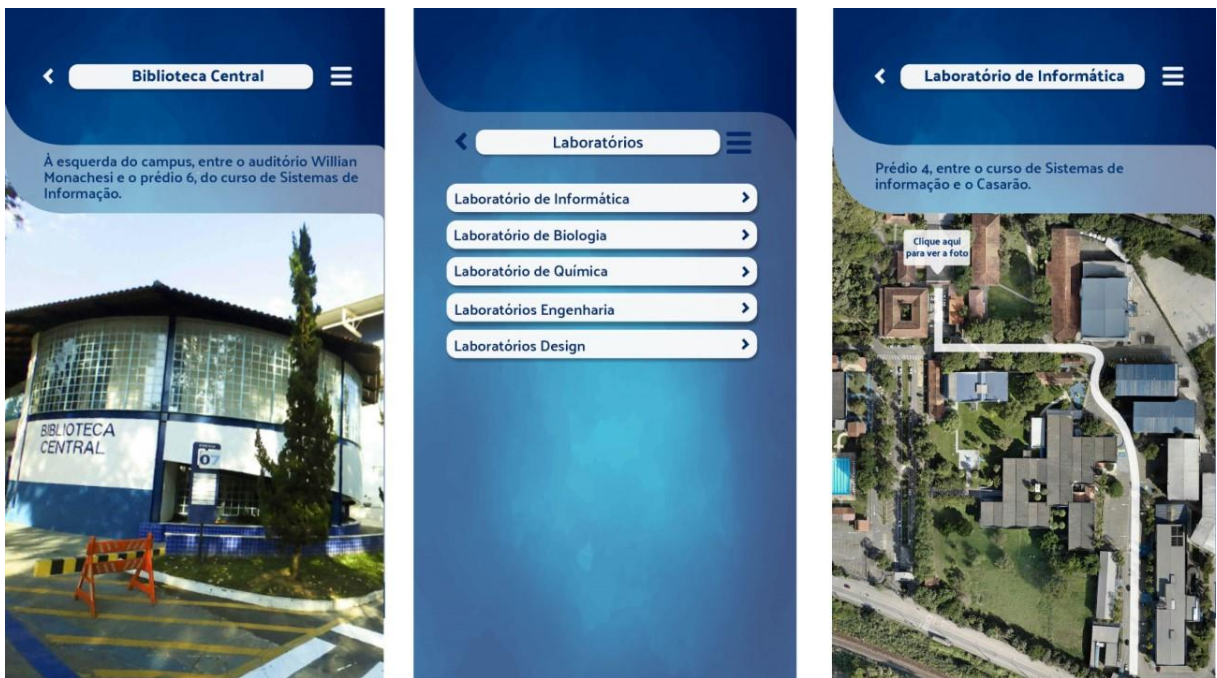 Biblioteca Central
À esquerda do campus, entre o auditório Willian
Monachesi e o prédio 6, do curso de Sistemas de
Informação.
BIBLIOTECA
CENTRAL
07
Laboratórios
Laboratório de Informática
Laboratório de Biologia
Laboratório de Química
Laboratórios Engenharia
Laboratórios Design
Laboratório de Informática
Prédio 4, entre o curso de Sistemas de
informação e o Casarão.
Clique aqui
para ver a foto